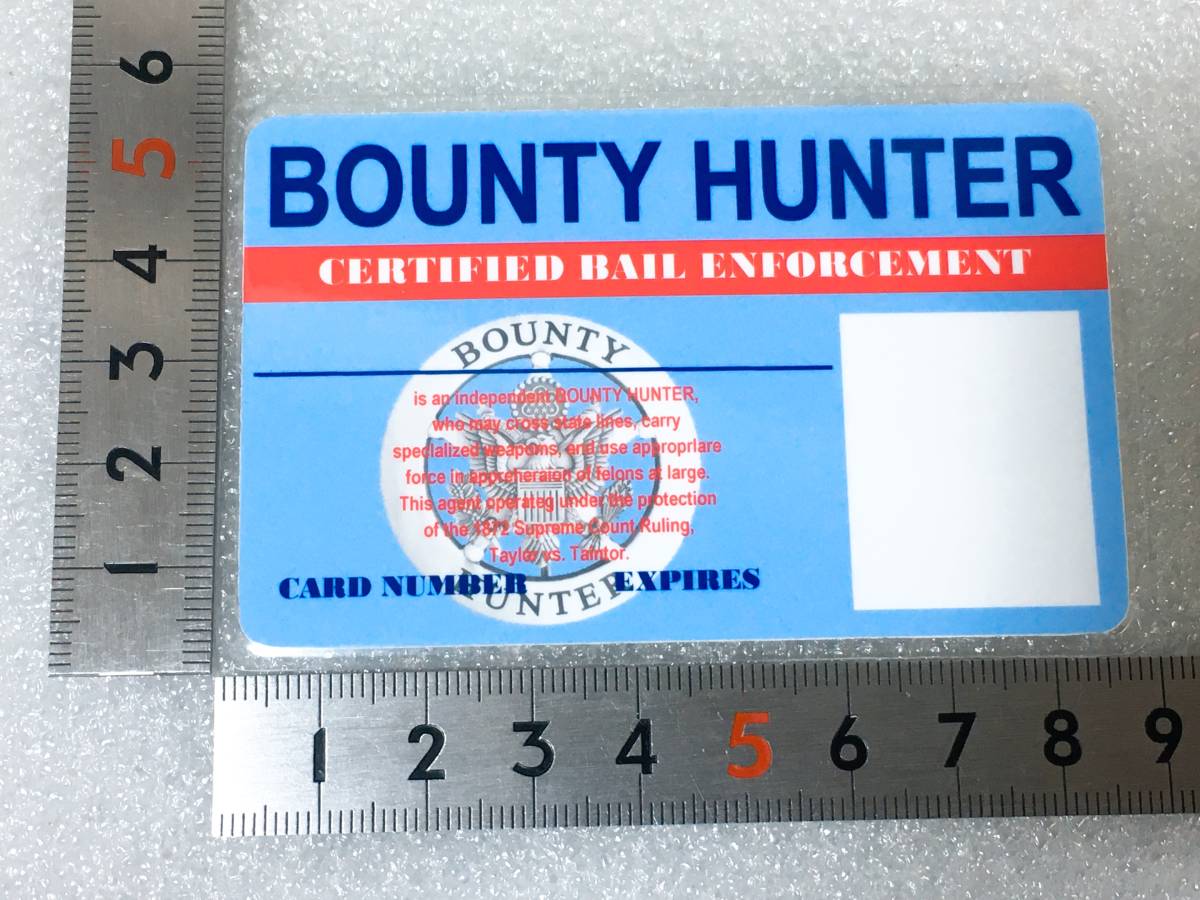 BOUNTY HUNTER
CERTIFIED BAIL ENFORCEMENT
BOUNTY
is an independent BOUNTY HUNTER,
who may cross state lines, carry
specialized weapoms, end use approprlare
force in appreheraion of felons at large.
This agent operateg under the protection
of the 1872 Supreme Count Ruling,
Taylor vs. Taintor.
CARD NUMBER EXPIRES
HUNTER
6
5
4
3
2
1
1 2 3 4 5 6 7 8 9